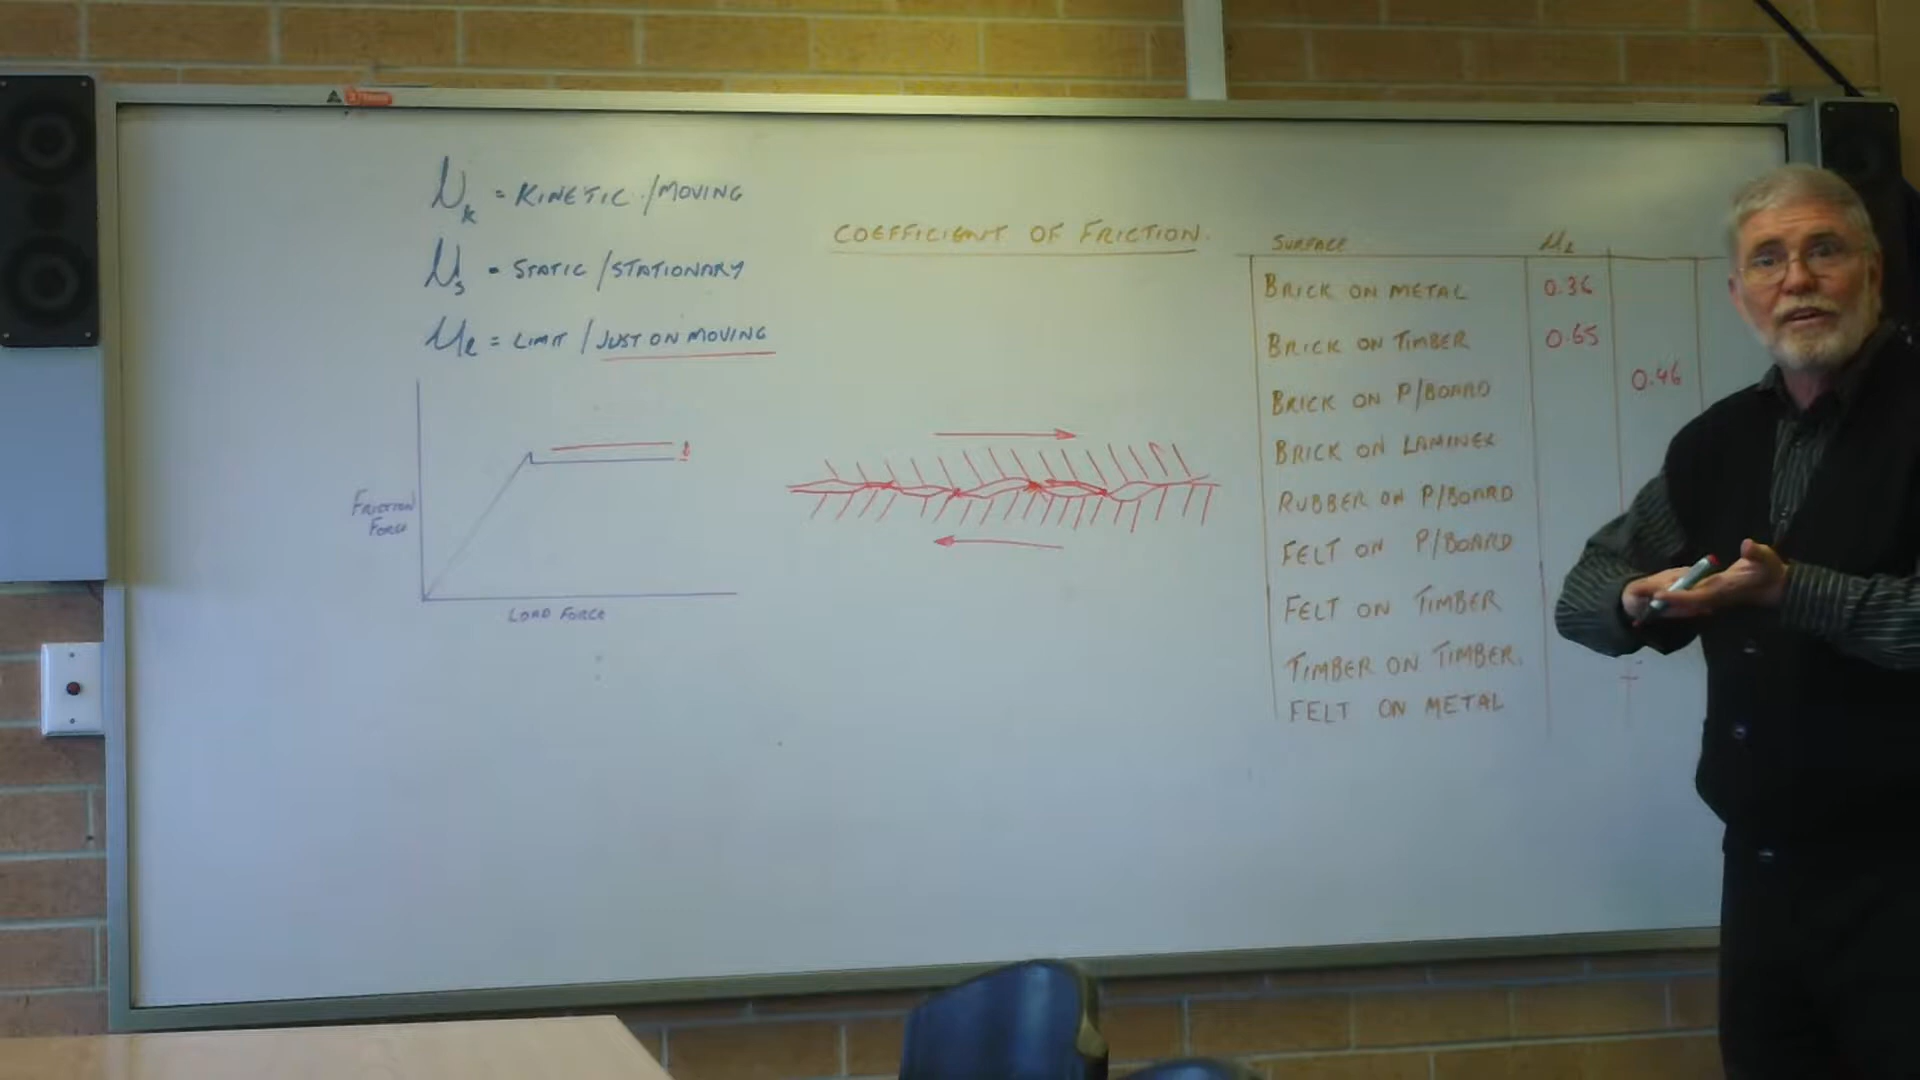 μk = KINETIC / MOVING
μs = STATIC / STATIONARY
μℓ = LIMIT / JUST ON MOVING
FRICTION
FORCE
LOAD FORCE
COEFFICIENT OF FRICTION.
SURFACE μℓ
BRICK ON METAL 0.36
BRICK ON TIMBER 0.65
0.46
BRICK ON P/BOARD
BRICK ON LAMINEX
RUBBER ON P/BOARD
FELT ON P/BOARD
FELT ON TIMBER
TIMBER ON TIMBER.
FELT ON METAL